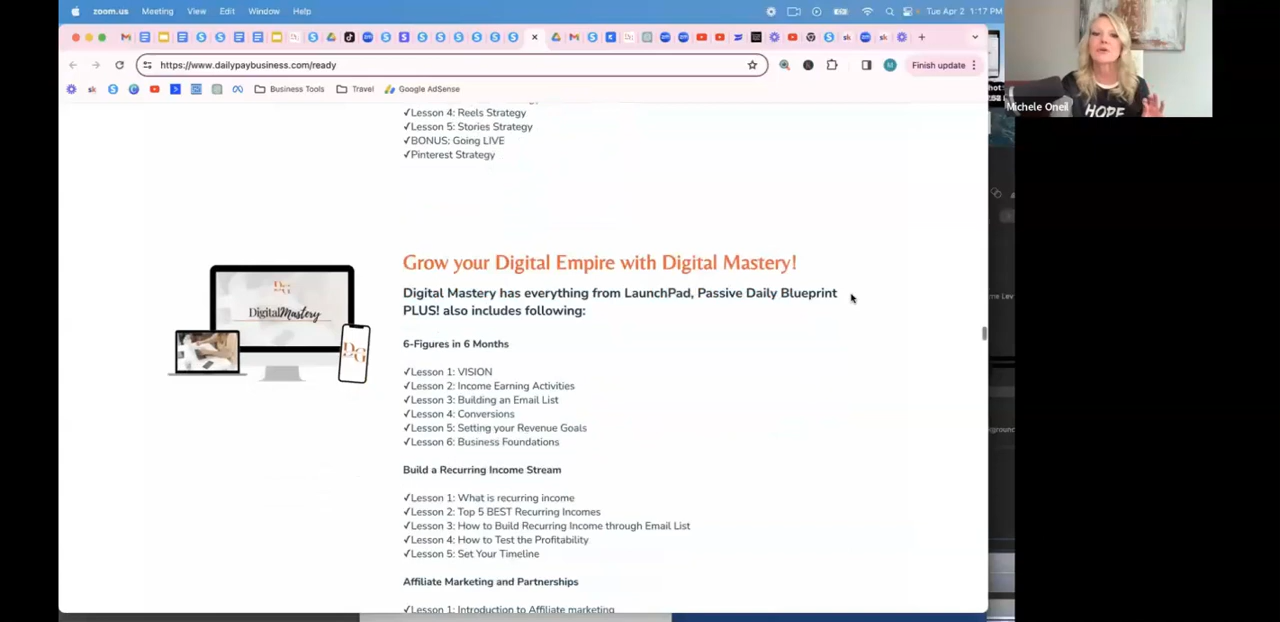 zoom.us Meeting View Edit Window Help
Tue Apr 2 1:17 PM
https://www.dailypaybusiness.com/ready
Finish update
Business Tools Travel Google AdSense
✓Lesson 4: Reels Strategy
✓Lesson 5: Stories Strategy
✓BONUS: Going LIVE
✓Pinterest Strategy
Grow your Digital Empire with Digital Mastery!
Digital Mastery has everything from LaunchPad, Passive Daily Blueprint
PLUS! also includes following:
DG
Digital Mastery
DG
6-Figures in 6 Months
✓Lesson 1: VISION
✓Lesson 2: Income Earning Activities
✓Lesson 3: Building an Email List
✓Lesson 4: Conversions
✓Lesson 5: Setting your Revenue Goals
✓Lesson 6: Business Foundations
Build a Recurring Income Stream
✓Lesson 1: What is recurring income
✓Lesson 2: Top 5 BEST Recurring Incomes
✓Lesson 3: How to Build Recurring Income through Email List
✓Lesson 4: How to Test the Profitability
✓Lesson 5: Set Your Timeline
Affiliate Marketing and Partnerships
✓Lesson 1: Introduction to Affiliate marketing
Michele Oneil
HOPE